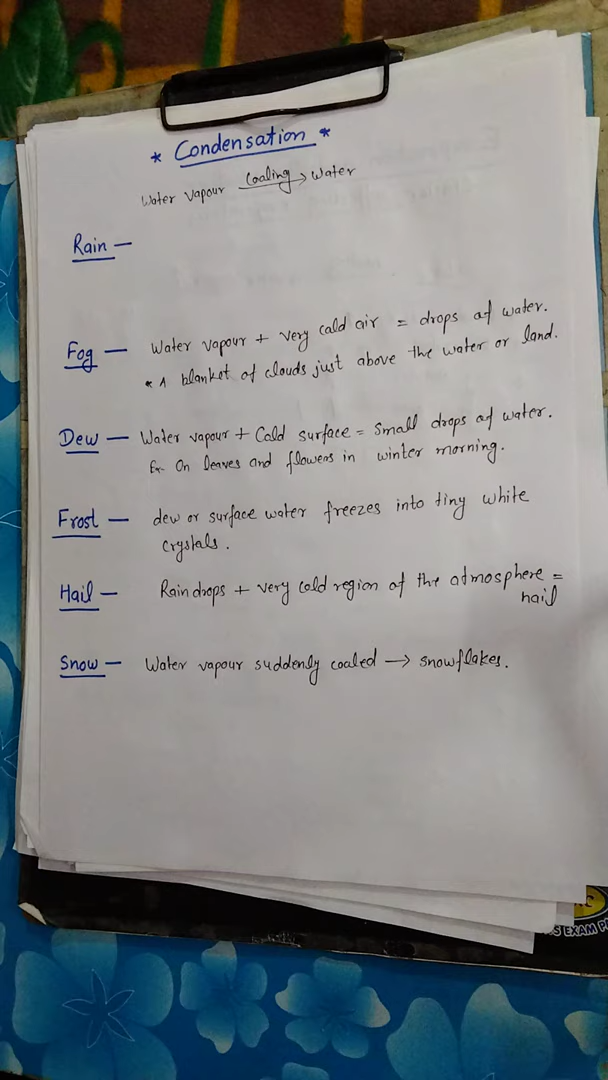 * Condensation *
Water vapour cooling → water
Rain —
Fog — Water vapour + very cold air = drops of water.
* A blanket of clouds just above the water or land.
Dew — Water vapour + Cold surface = small drops of water.
Ex- On leaves and flowers in winter morning.
Frost — dew or surface water freezes into tiny white
crystals.
Hail — Rain drops + very cold region of the atmosphere =
hail
Snow — Water vapour suddenly cooled → snowflakes.
EXAM